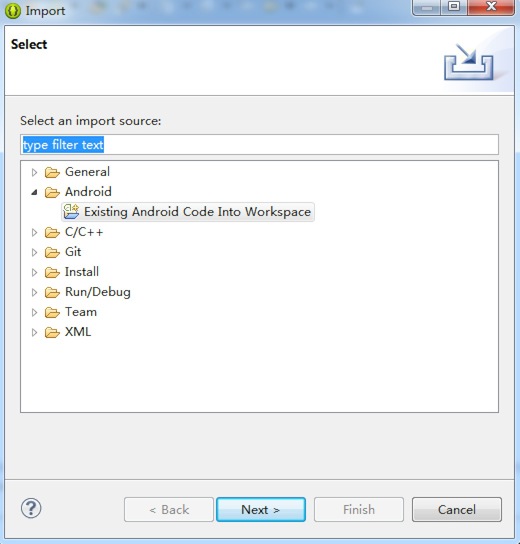 Import
Select
Select an import source:
type filter text
General
Android
Existing Android Code Into Workspace
C/C++
Git
Install
Run/Debug
Team
XML
?
< Back
Next >
Finish
Cancel